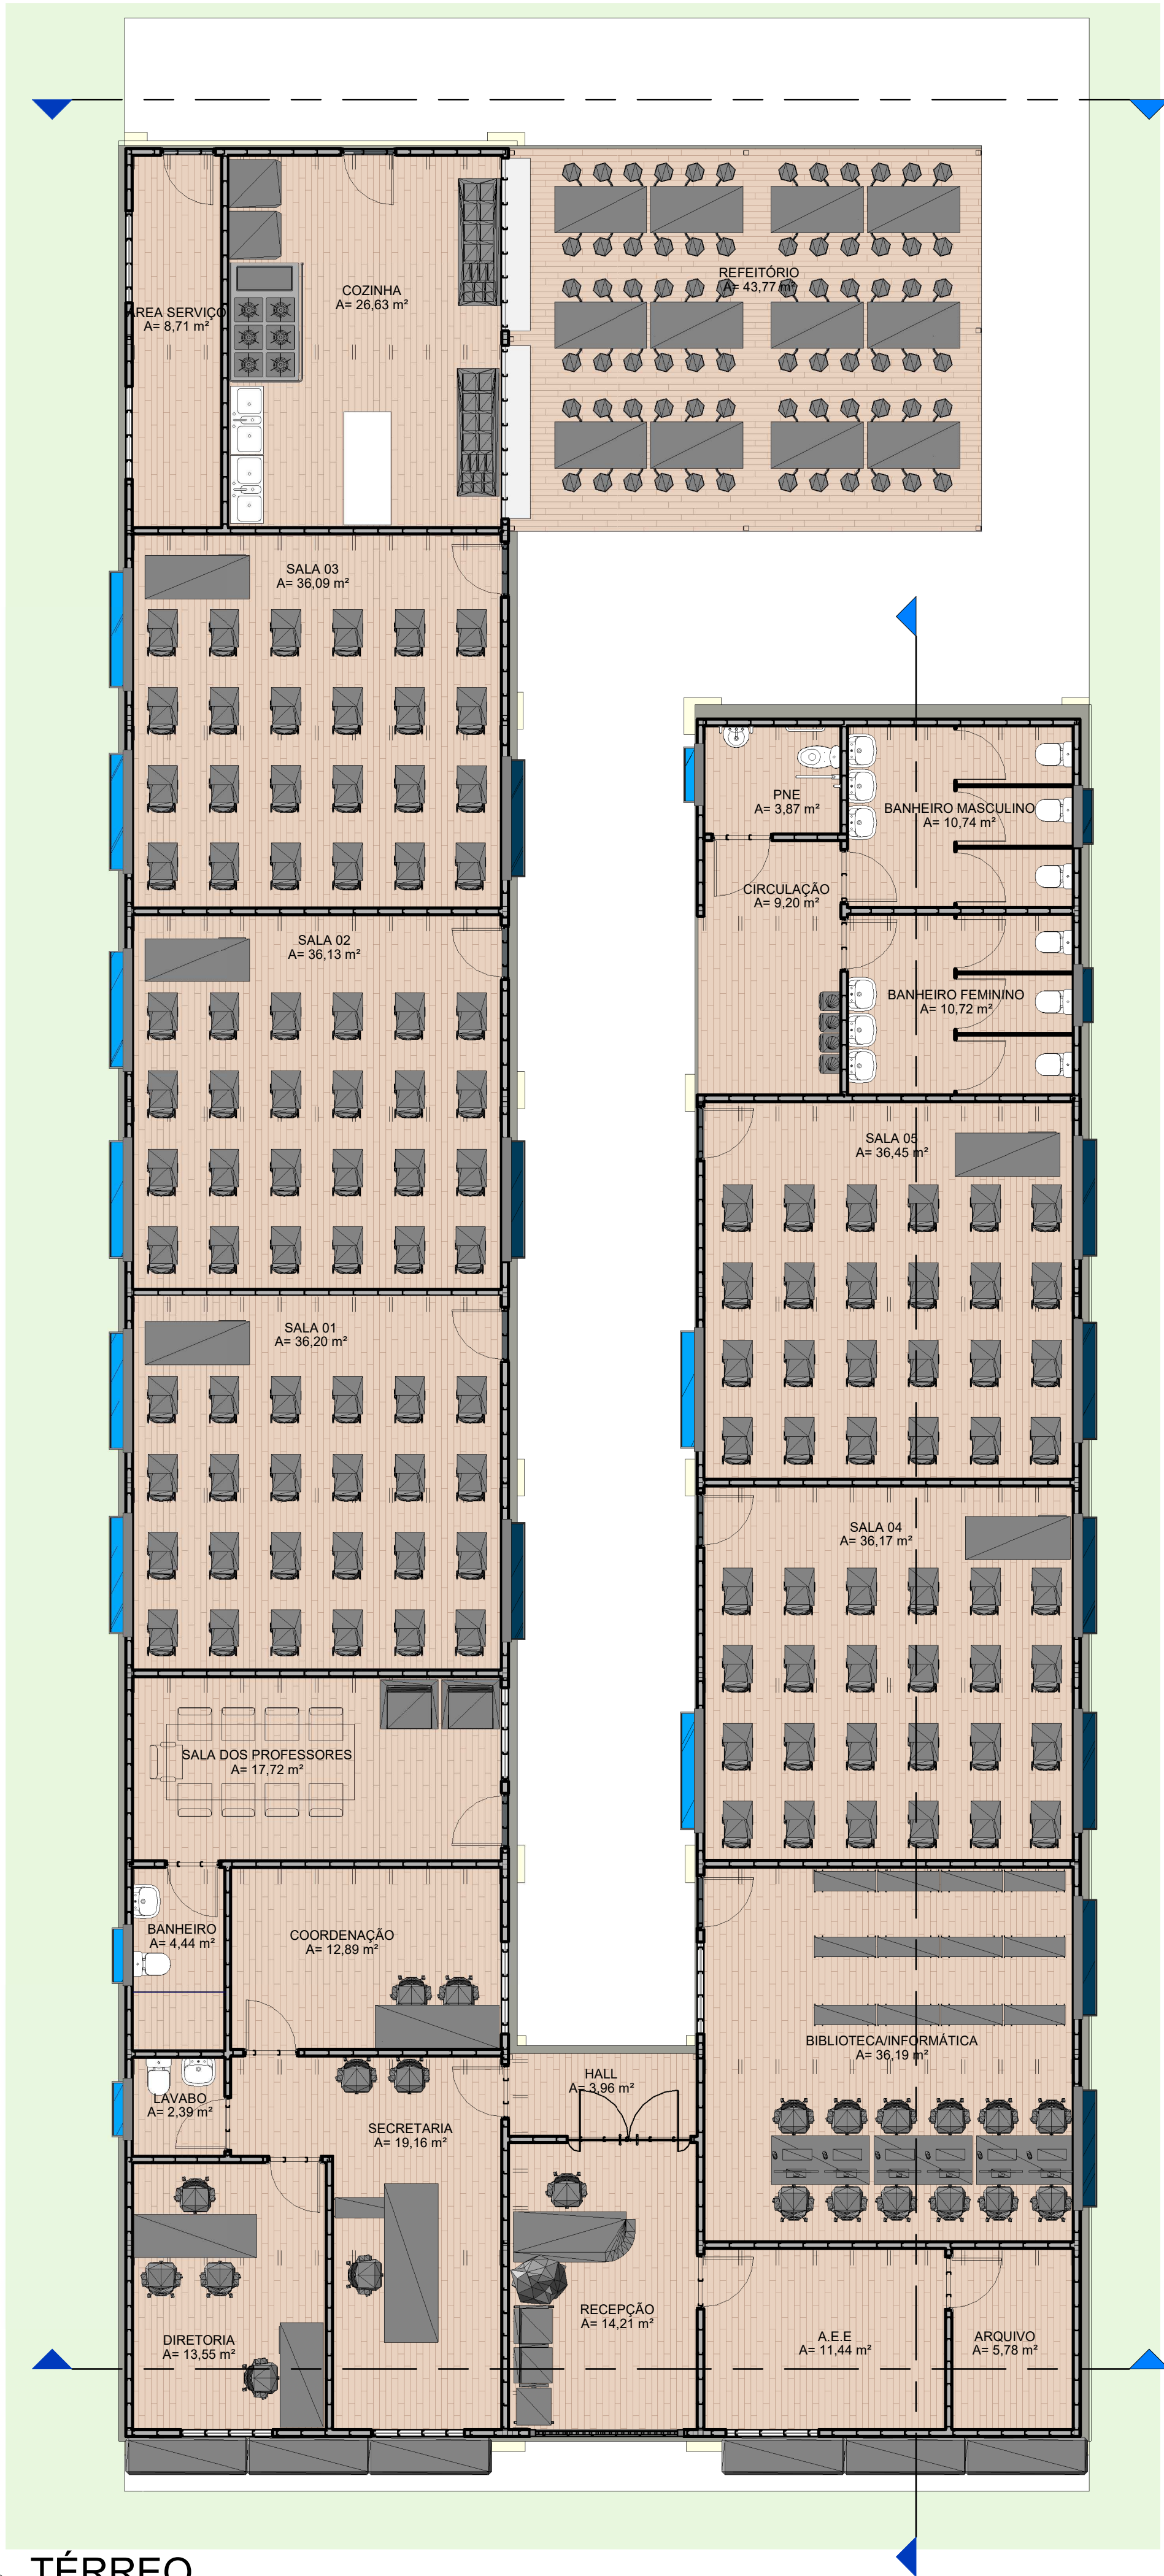 REFEITÓRIO
A= 43,77 m²
COZINHA
A= 26,63 m²
ÁREA SERVIÇO
A= 8,71 m²
SALA 03
A= 36,09 m²
PNE
A= 3,87 m²
BANHEIRO MASCULINO
A= 10,74 m²
CIRCULAÇÃO
A= 9,20 m²
SALA 02
A= 36,13 m²
BANHEIRO FEMININO
A= 10,72 m²
SALA 05
A= 36,45 m²
SALA 01
A= 36,20 m²
SALA 04
A= 36,17 m²
SALA DOS PROFESSORES
A= 17,72 m²
BANHEIRO
A= 4,44 m²
COORDENAÇÃO
A= 12,89 m²
BIBLIOTECA/INFORMÁTICA
A= 36,19 m²
HALL
A= 3,96 m²
LAVABO
A= 2,39 m²
SECRETARIA
A= 19,16 m²
RECEPÇÃO
A= 14,21 m²
DIRETORIA
A= 13,55 m²
A.E.E
A= 11,44 m²
ARQUIVO
A= 5,78 m²
TÉRREO